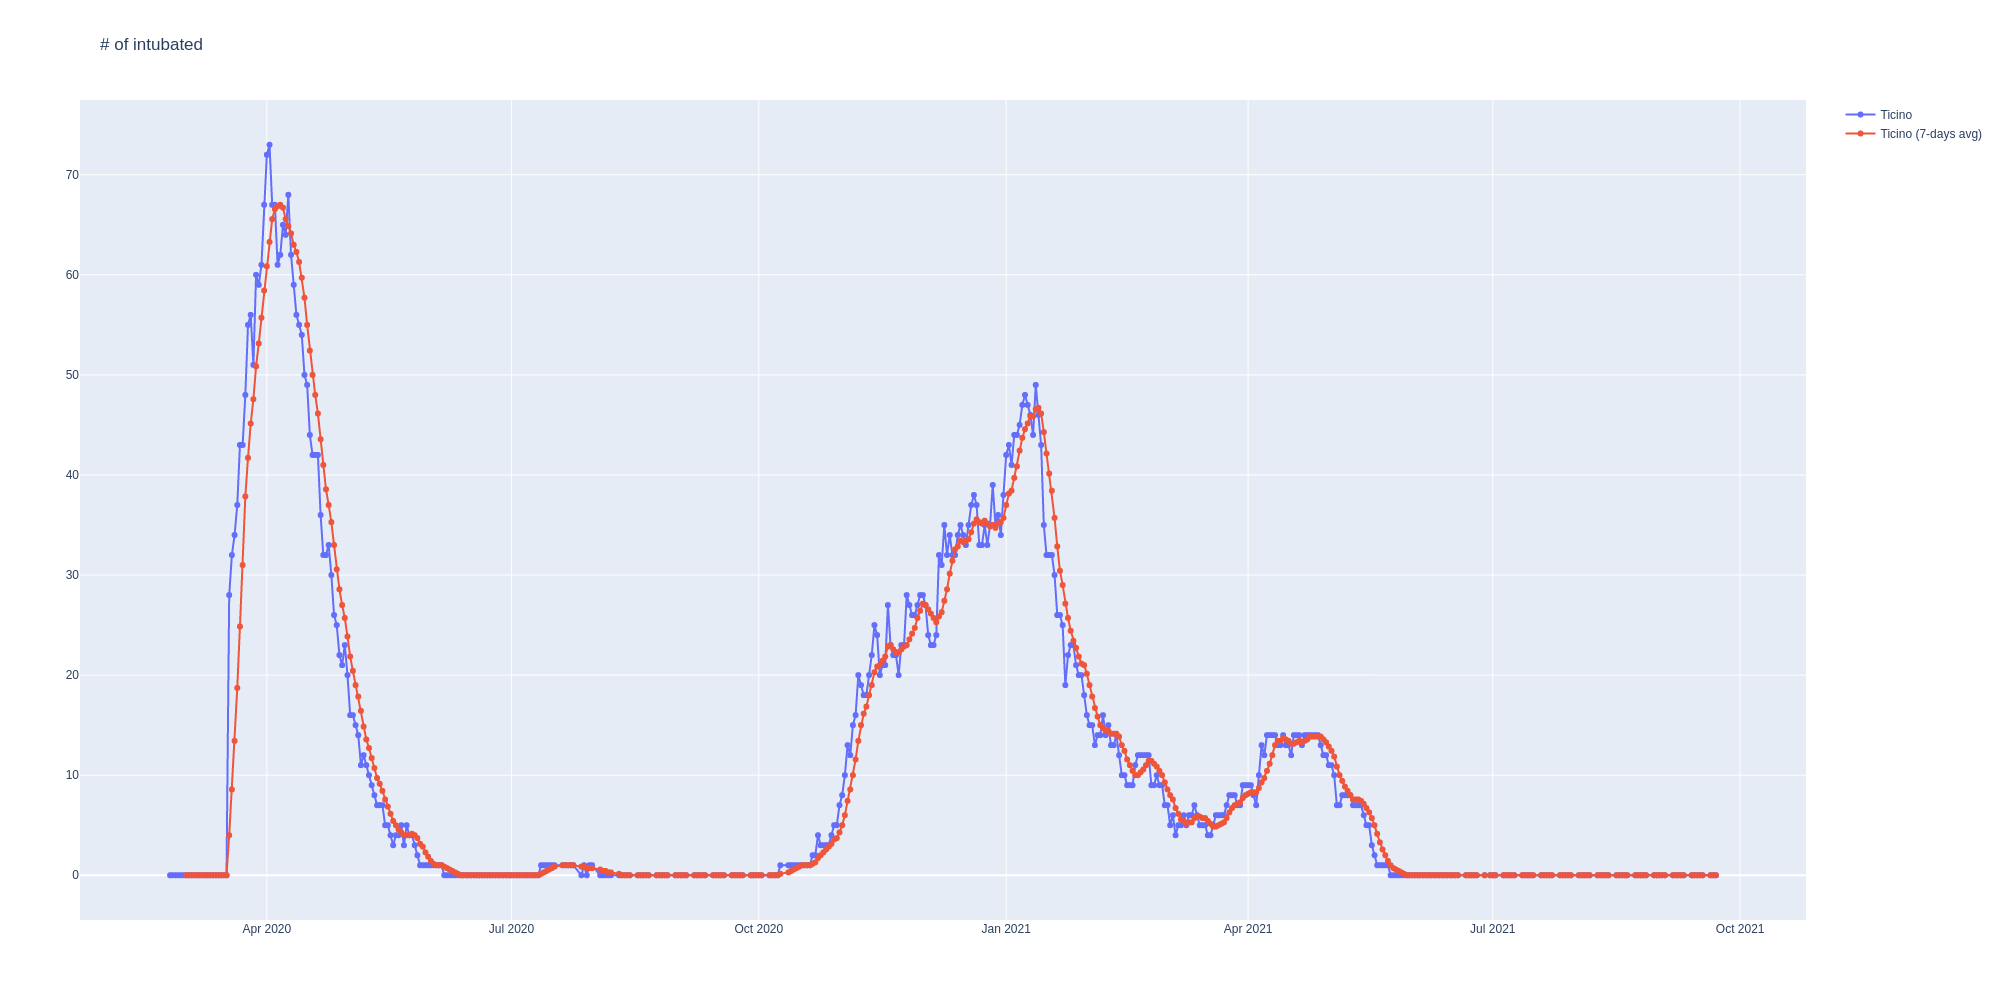 # of intubated
Ticino
Ticino (7-days avg)
70
60
50
40
30
20
10
0
Apr 2020
Jul 2020
Oct 2020
Jan 2021
Apr 2021
Jul 2021
Oct 2021